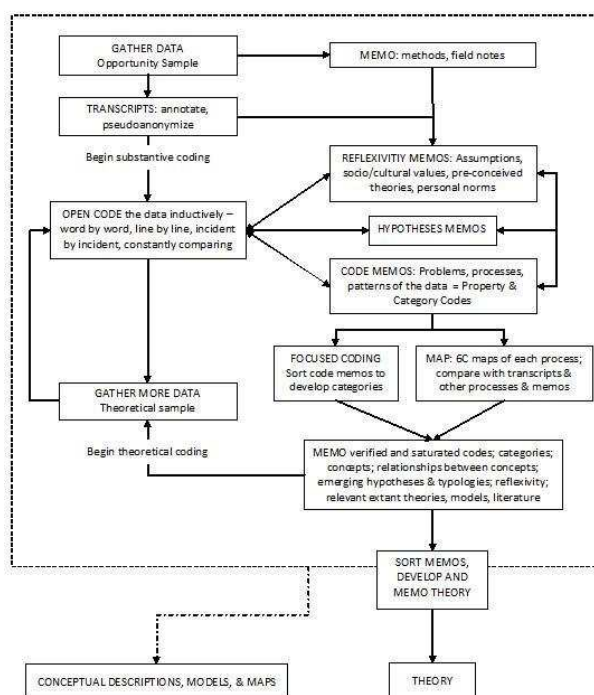 GATHER DATA
Opportunity Sample
MEMO: methods, field notes
TRANSCRIPTS: annotate,
pseudoanonymize
Begin substantive coding
REFLEXIVITIY MEMOS: Assumptions,
socio/cultural values, pre-conceived
theories, personal norms
OPEN CODE the data inductively –
word by word, line by line, incident
by incident, constantly comparing
HYPOTHESES MEMOS
CODE MEMOS: Problems, processes,
patterns of the data = Property &
Category Codes
FOCUSED CODING
Sort code memos to
develop categories
MAP: 6C maps of each process;
compare with transcripts &
other processes & memos
GATHER MORE DATA
Theoretical sample
Begin theoretical coding
MEMO verified and saturated codes; categories;
concepts; relationships between concepts;
emerging hypotheses & typologies; reflexivity;
relevant extant theories, models, literature
SORT MEMOS,
DEVELOP AND
MEMO THEORY
CONCEPTUAL DESCRIPTIONS, MODELS, & MAPS
THEORY